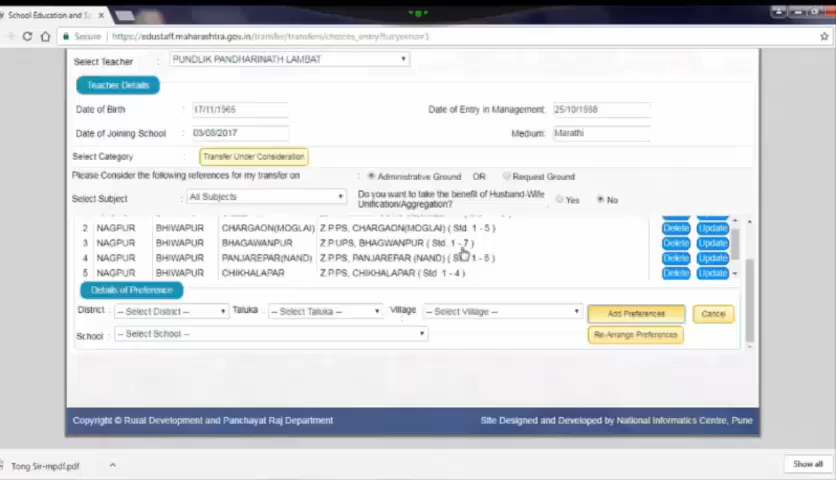 School Education and S
Secure https://edustaff.maharashtra.gov.in/transfer/transfers/choices_entry?
Select Teacher : PUNDLIK PANDHARINATH LAMBAT
Teacher Details
Date of Birth : 17/11/1965 Date of Entry in Management: 25/10/1998
Date of Joining School : 03/08/2017 Medium: Marathi
Select Category : Transfer Under Consideration
Please Consider the following references for my transfer on : Administrative Ground OR Request Ground
Select Subject : All Subjects Do you want to take the benefit of Husband-Wife Unification/Aggregation? Yes No
2 NAGPUR BHIWAPUR CHARGAON(MOGLAI) Z.P.PS, CHARGAON(MOGLAI) ( Std. 1 - 5 ) Delete Update
3 NAGPUR BHIWAPUR BHAGAWANPUR Z.P.UPS, BHAGWANPUR ( Std. 1 - 7 ) Delete Update
4 NAGPUR BHIWAPUR PANJAREPAR(NAND) Z.P.PS, PANJAREPAR (NAND) ( Std. 1 - 5 ) Delete Update
5 NAGPUR BHIWAPUR CHIKHALAPAR Z.P.PS, CHIKHALAPAR ( Std. 1 - 4 ) Delete Update
Details of Preference
District : -- Select District -- Taluka : -- Select Taluka -- Village : -- Select Village -- Add Preferences Cancel
School : -- Select School -- Re-Arrange Preferences
Copyright © Rural Development and Panchayat Raj Department Site Designed and Developed by National Informatics Centre, Pune
Tong Sir-mpdf.pdf Show all